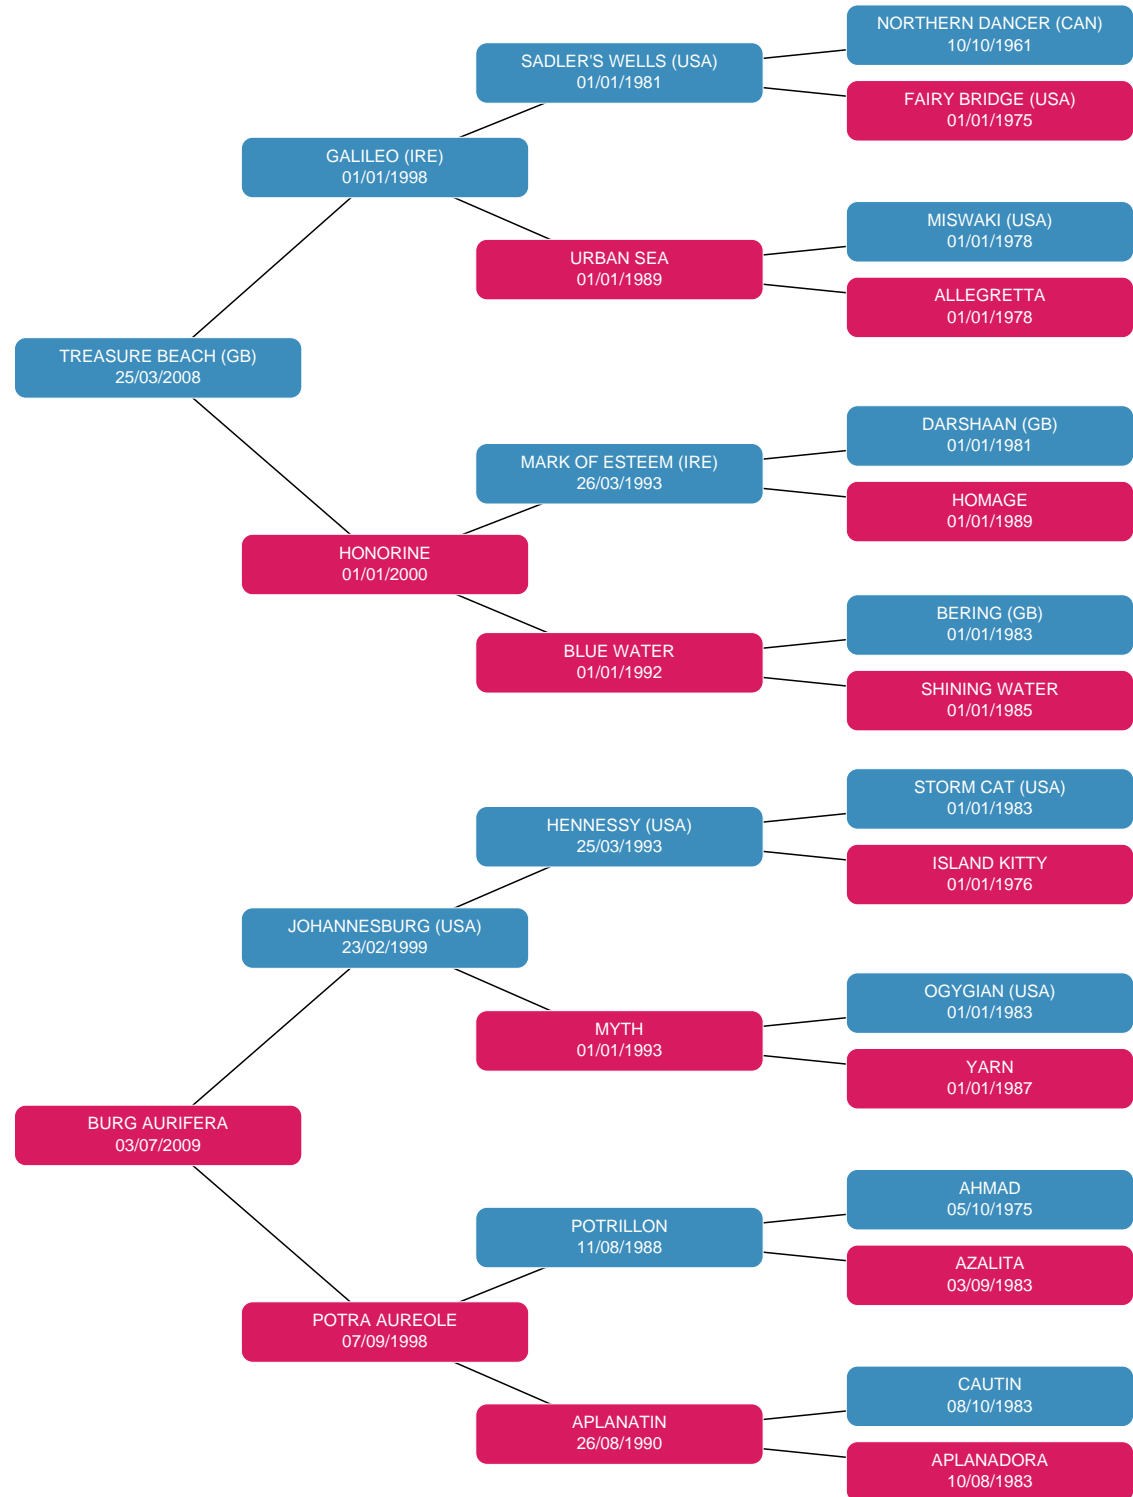 NORTHERN DANCER (CAN)
10/10/1961
SADLER'S WELLS (USA)
01/01/1981
FAIRY BRIDGE (USA)
01/01/1975
GALILEO (IRE)
01/01/1998
MISWAKI (USA)
01/01/1978
URBAN SEA
01/01/1989
ALLEGRETTA
01/01/1978
TREASURE BEACH (GB)
25/03/2008
DARSHAAN (GB)
01/01/1981
MARK OF ESTEEM (IRE)
26/03/1993
HOMAGE
01/01/1989
HONORINE
01/01/2000
BERING (GB)
01/01/1983
BLUE WATER
01/01/1992
SHINING WATER
01/01/1985
STORM CAT (USA)
01/01/1983
HENNESSY (USA)
25/03/1993
ISLAND KITTY
01/01/1976
JOHANNESBURG (USA)
23/02/1999
OGYGIAN (USA)
01/01/1983
MYTH
01/01/1993
YARN
01/01/1987
BURG AURIFERA
03/07/2009
AHMAD
05/10/1975
POTRILLON
11/08/1988
AZALITA
03/09/1983
POTRA AUREOLE
07/09/1998
CAUTIN
08/10/1983
APLANATIN
26/08/1990
APLANADORA
10/08/1983